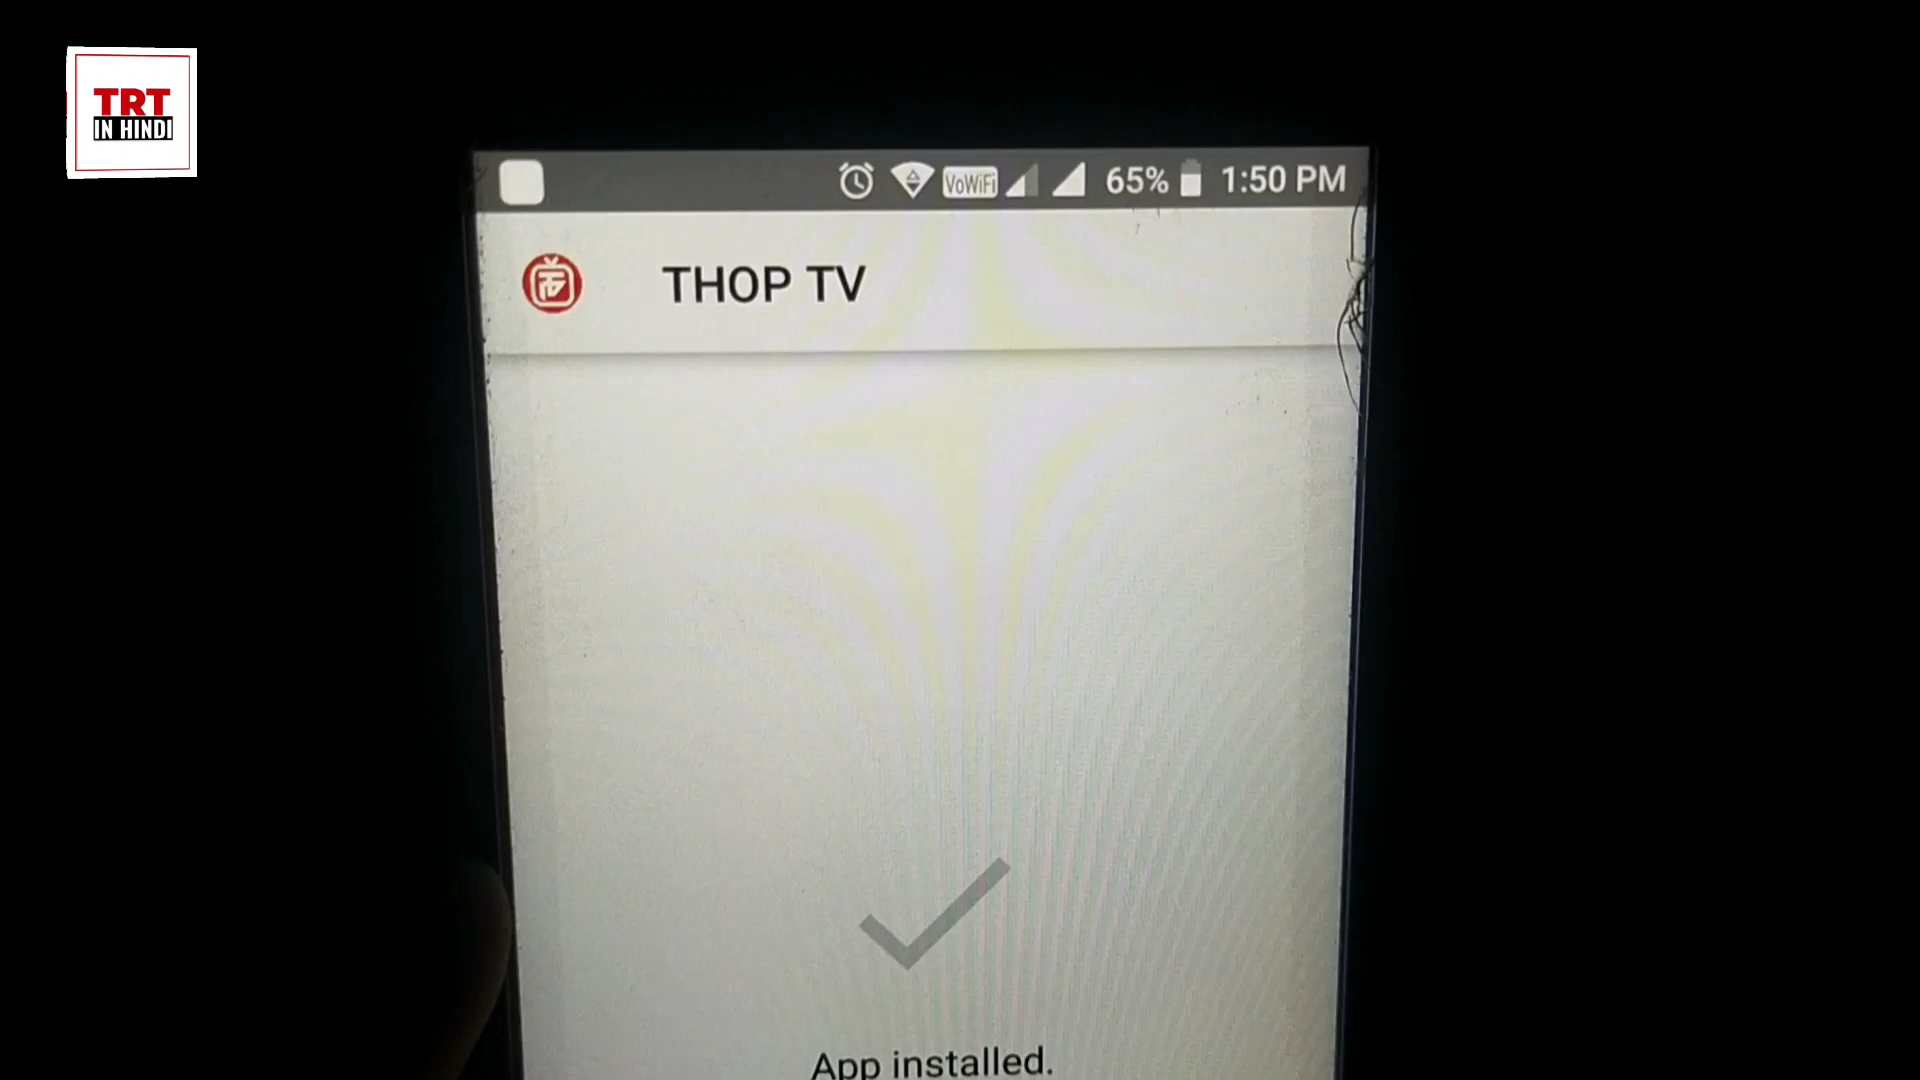 TRT
IN HINDI
VoWiFi 65% 1:50 PM
THOP TV
App installed.